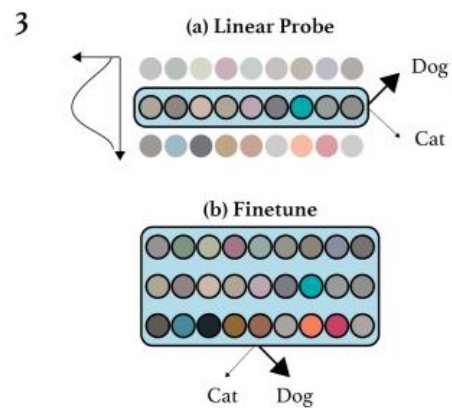 3
(a) Linear Probe
Dog
Cat
(b) Finetune
Cat Dog